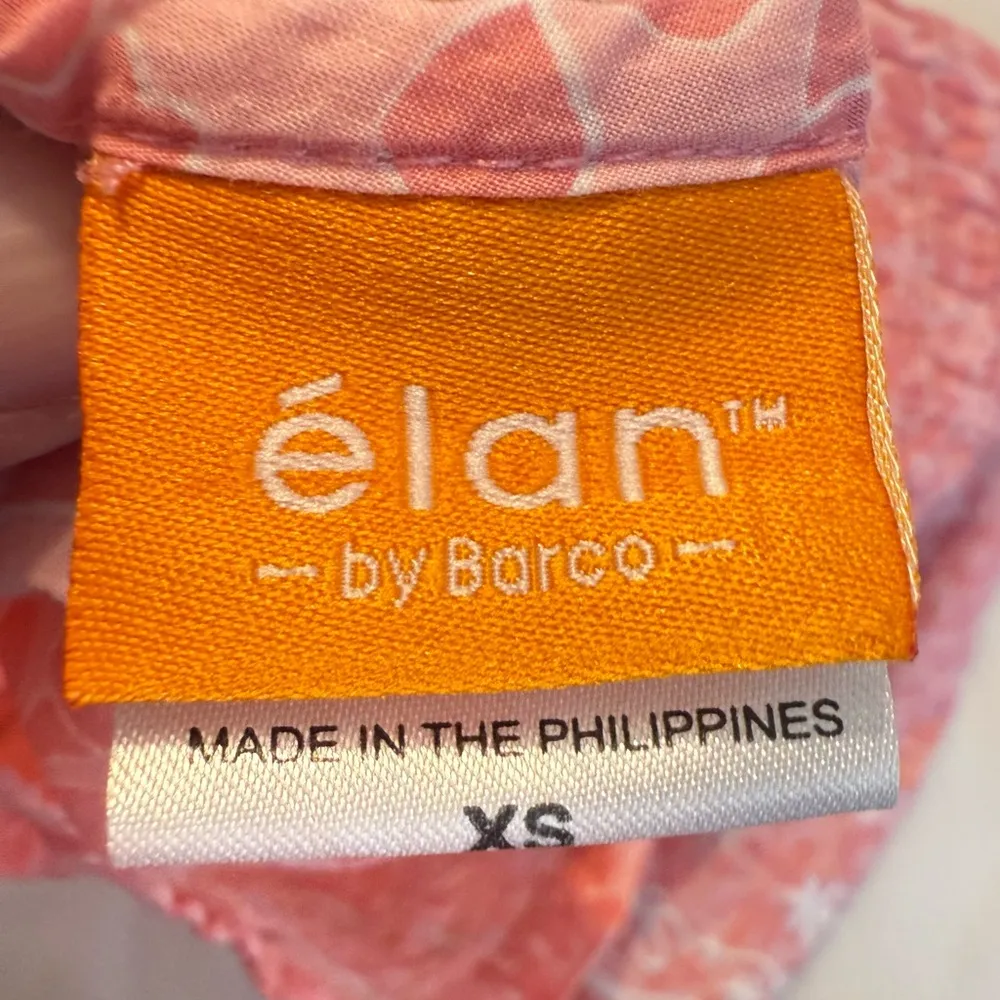 élan™
– by Barco –
MADE IN THE PHILIPPINES
XS